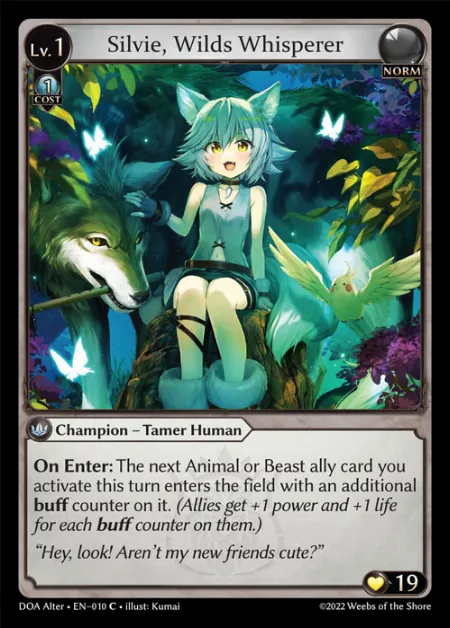 Lv.1
Silvie, Wilds Whisperer
NORM
1
COST
Champion – Tamer Human
On Enter: The next Animal or Beast ally card you
activate this turn enters the field with an additional
buff counter on it. (Allies get +1 power and +1 life
for each buff counter on them.)
“Hey, look! Aren’t my new friends cute?”
19
DOA Alter • EN–010 C • illust: Kumai
©2022 Weebs of the Shore